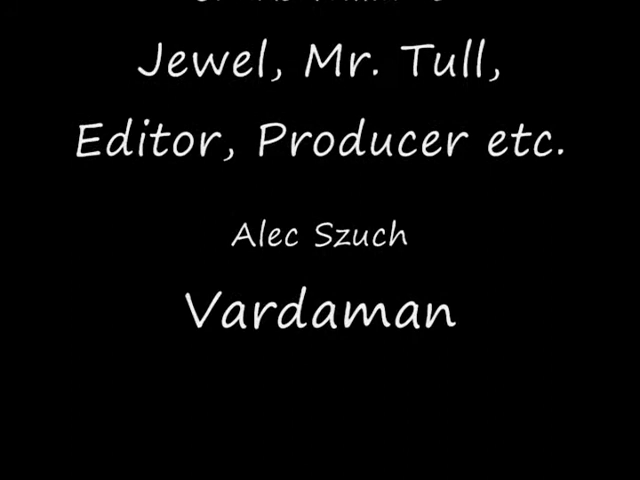 Jewel, Mr. Tull,
Editor, Producer etc.
Alec Szuch
Vardaman